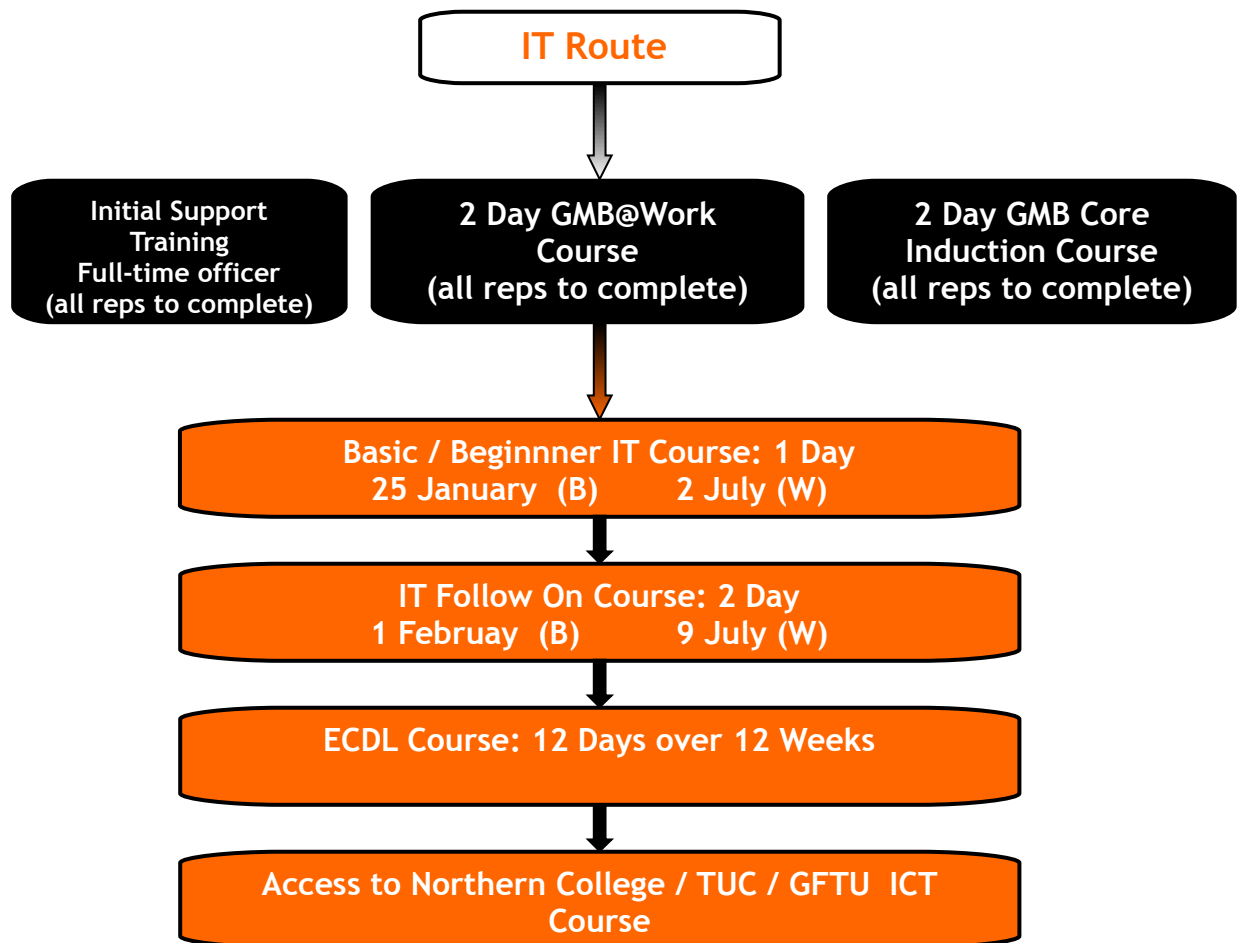 IT Route
Initial Support
Training
Full-time officer
(all reps to complete)
2 Day GMB@Work
Course
(all reps to complete)
2 Day GMB Core
Induction Course
(all reps to complete)
Basic / Beginnner IT Course: 1 Day
25 January (B) 2 July (W)
IT Follow On Course: 2 Day
1 Februay (B) 9 July (W)
ECDL Course: 12 Days over 12 Weeks
Access to Northern College / TUC / GFTU ICT
Course